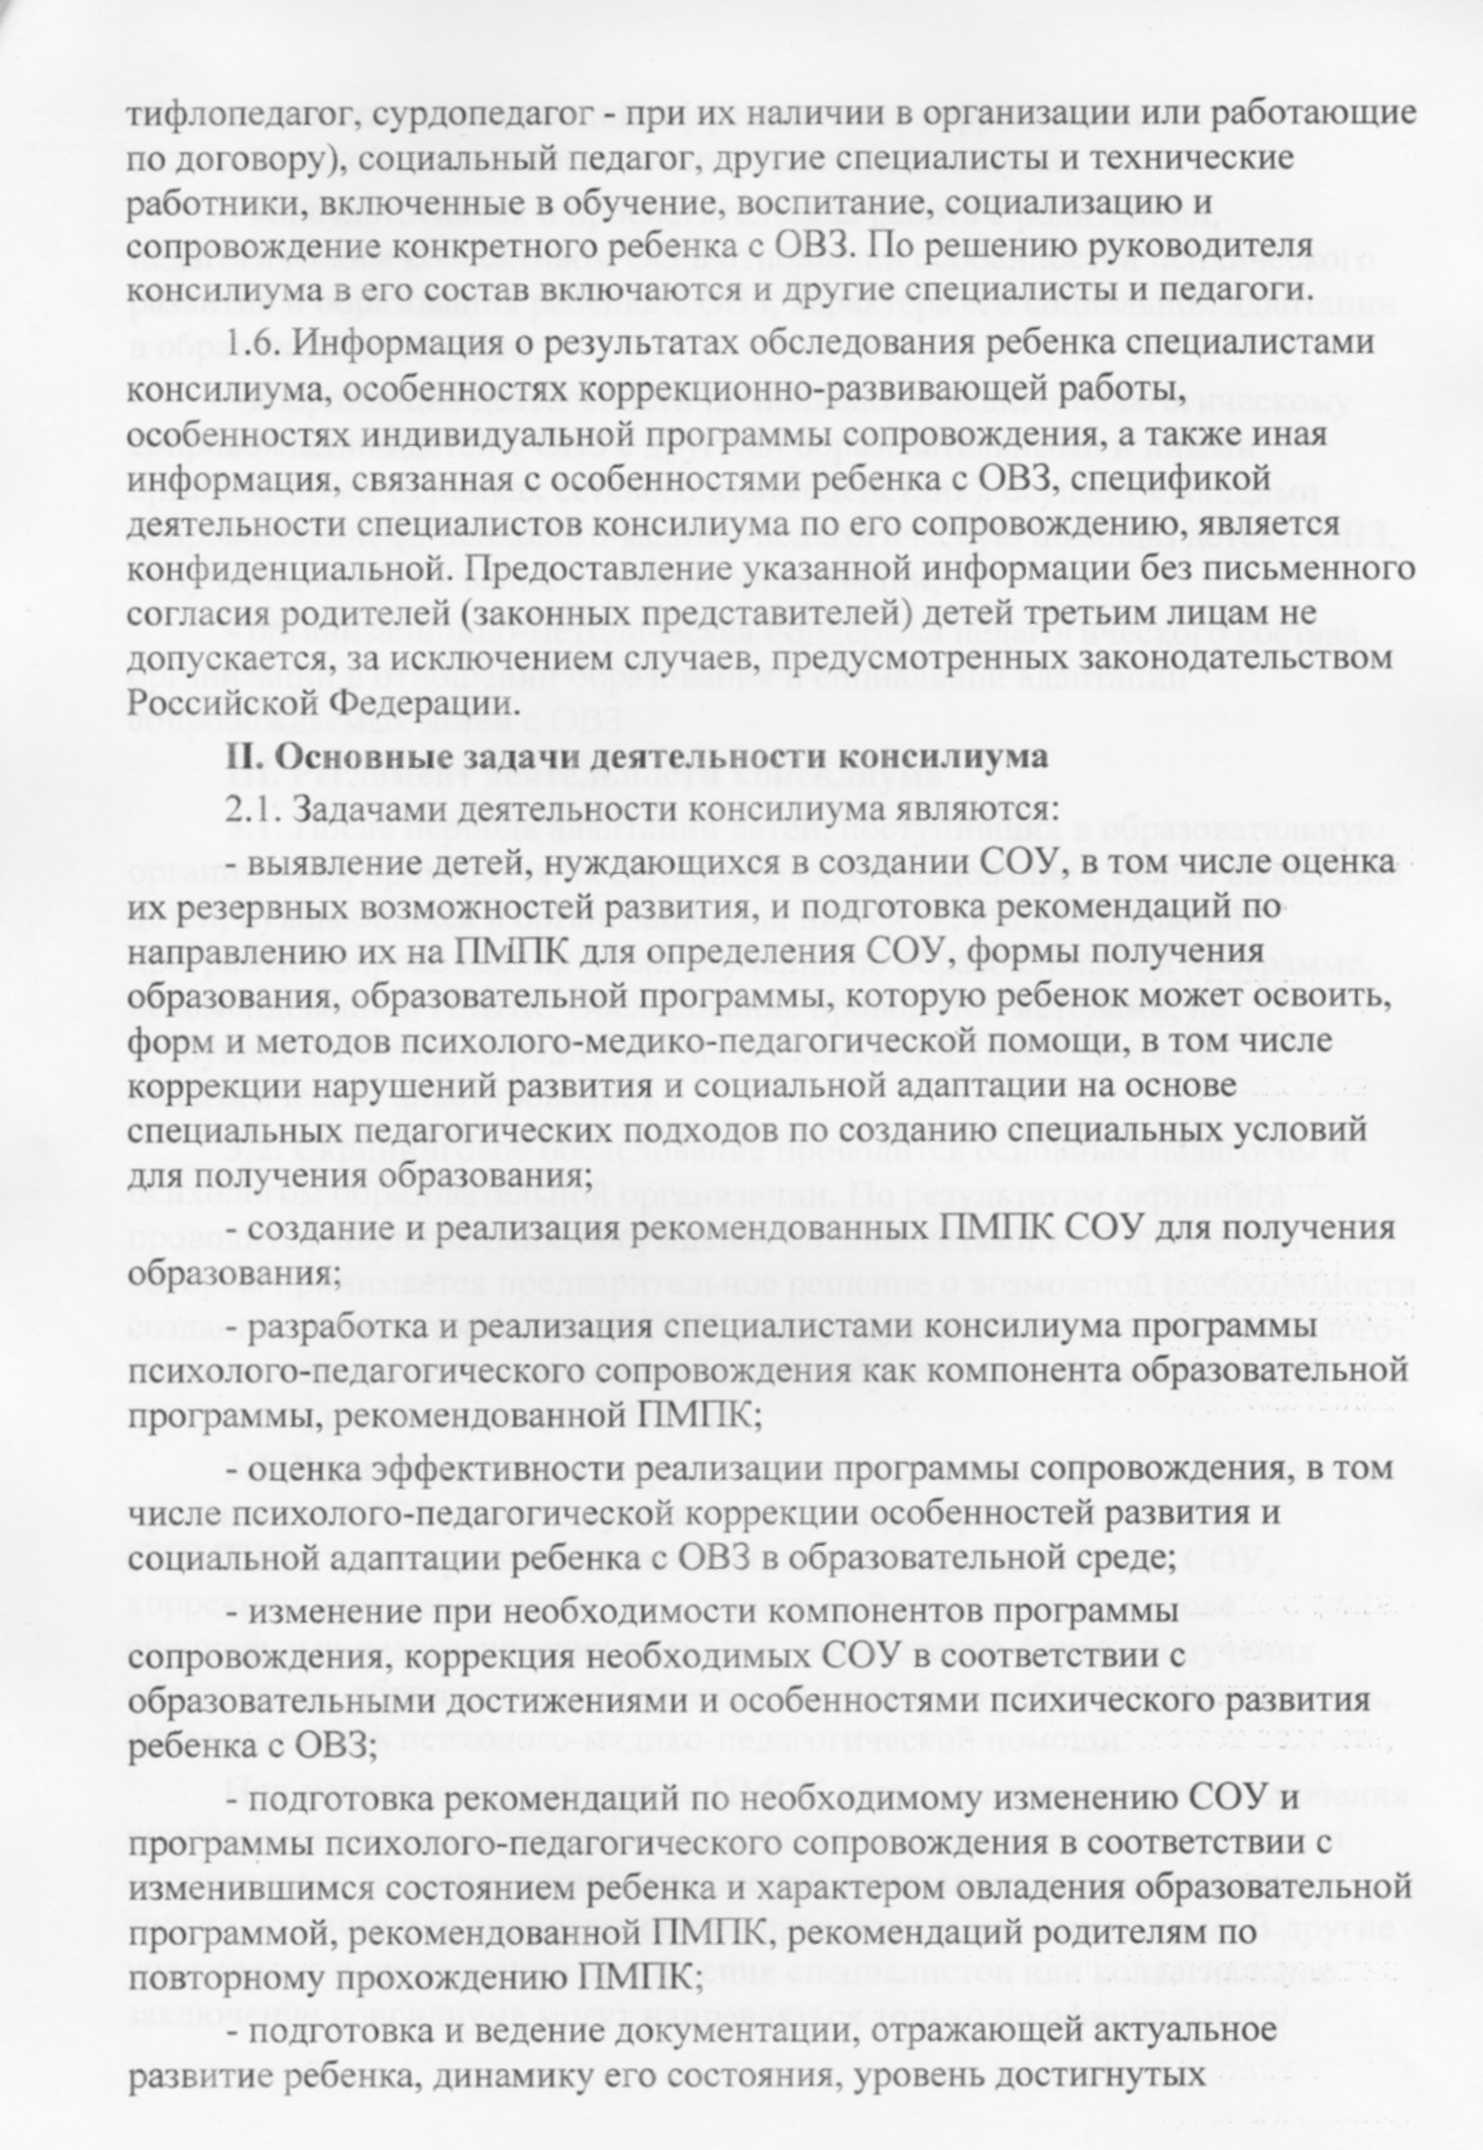 тифлопедагог, сурдопедагог - при их наличии в организации или работающие
по договору), социальный педагог, другие специалисты и технические
работники, включенные в обучение, воспитание, социализацию и
сопровождение конкретного ребенка с ОВЗ. По решению руководителя
консилиума в его состав включаются и другие специалисты и педагоги.
1.6. Информация о результатах обследования ребенка специалистами
консилиума, особенностях коррекционно-развивающей работы,
особенностях индивидуальной программы сопровождения, а также иная
информация, связанная с особенностями ребенка с ОВЗ, спецификой
деятельности специалистов консилиума по его сопровождению, является
конфиденциальной. Предоставление указанной информации без письменного
согласия родителей (законных представителей) детей третьим лицам не
допускается, за исключением случаев, предусмотренных законодательством
Российской Федерации.
II. Основные задачи деятельности консилиума
2.1. Задачами деятельности консилиума являются:
- выявление детей, нуждающихся в создании СОУ, в том числе оценка
их резервных возможностей развития, и подготовка рекомендаций по
направлению их на ПМПК для определения СОУ, формы получения
образования, образовательной программы, которую ребенок может освоить,
форм и методов психолого-медико-педагогической помощи, в том числе
коррекции нарушений развития и социальной адаптации на основе
специальных педагогических подходов по созданию специальных условий
для получения образования;
- создание и реализация рекомендованных ПМПК СОУ для получения
образования;
- разработка и реализация специалистами консилиума программы
психолого-педагогического сопровождения как компонента образовательной
программы, рекомендованной ПМПК;
- оценка эффективности реализации программы сопровождения, в том
числе психолого-педагогической коррекции особенностей развития и
социальной адаптации ребенка с ОВЗ в образовательной среде;
- изменение при необходимости компонентов программы
сопровождения, коррекция необходимых СОУ в соответствии с
образовательными достижениями и особенностями психического развития
ребенка с ОВЗ;
- подготовка рекомендаций по необходимому изменению СОУ и
программы психолого-педагогического сопровождения в соответствии с
изменившимся состоянием ребенка и характером овладения образовательной
программой, рекомендованной ПМПК, рекомендаций родителям по
повторному прохождению ПМПК;
- подготовка и ведение документации, отражающей актуальное
развитие ребенка, динамику его состояния, уровень достигнутых